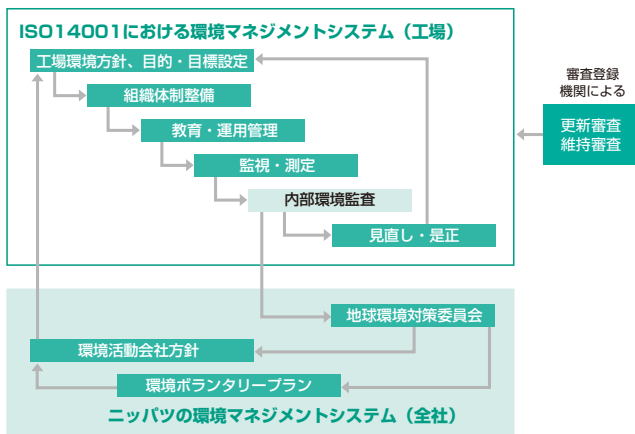 ISO14001における環境マネジメントシステム（工場）
工場環境方針、目的・目標設定
組織体制整備
教育・運用管理
監視・測定
内部環境監査
見直し・是正
審査登録
機関による
更新審査
維持審査
地球環境対策委員会
環境活動会社方針
環境ボランタリープラン
ニッパツの環境マネジメントシステム（全社）